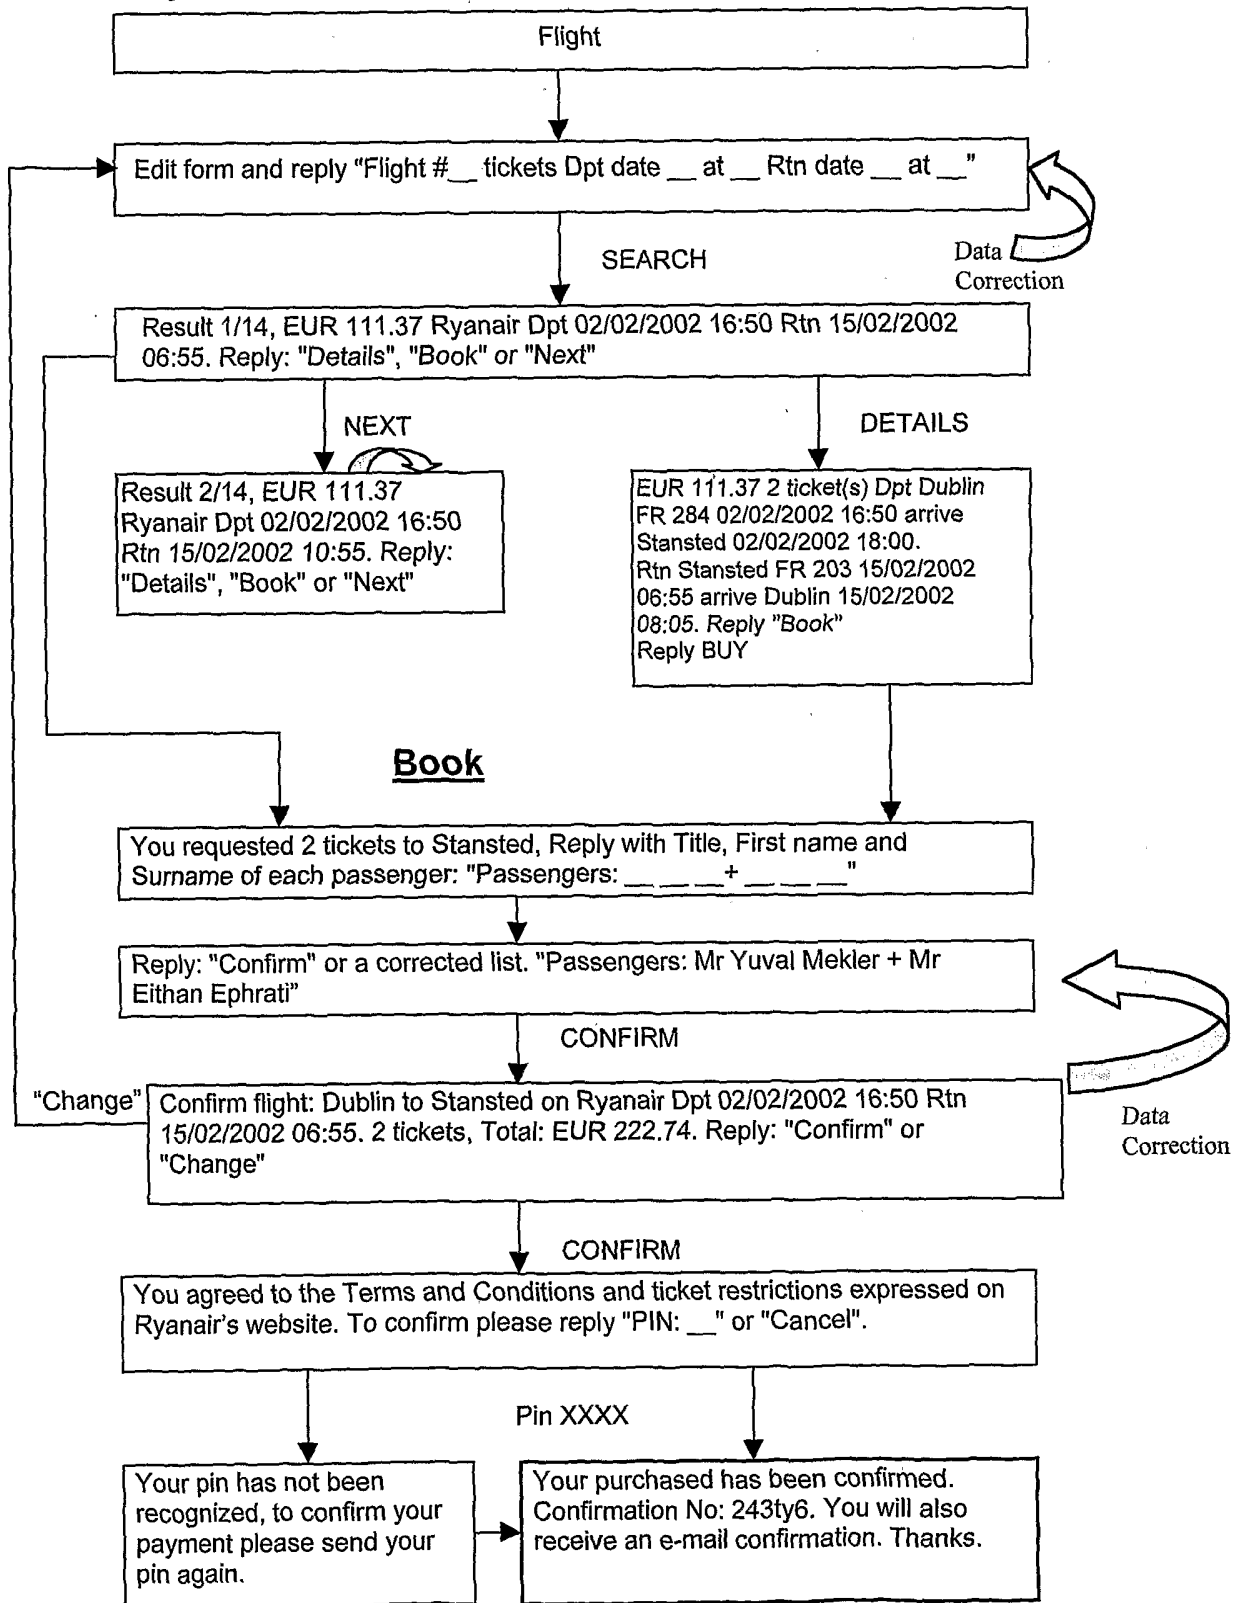 Flight
Edit form and reply "Flight #__ tickets Dpt date __ at __ Rtn date __ at __"
Data
Correction
SEARCH
Result 1/14, EUR 111.37 Ryanair Dpt 02/02/2002 16:50 Rtn 15/02/2002
06:55. Reply: "Details", "Book" or "Next"
NEXT
DETAILS
Result 2/14, EUR 111.37
Ryanair Dpt 02/02/2002 16:50
Rtn 15/02/2002 10:55. Reply:
"Details", "Book" or "Next"
EUR 111.37 2 ticket(s) Dpt Dublin
FR 284 02/02/2002 16:50 arrive
Stansted 02/02/2002 18:00.
Rtn Stansted FR 203 15/02/2002
06:55 arrive Dublin 15/02/2002
08:05. Reply "Book"
Reply BUY
Book
You requested 2 tickets to Stansted, Reply with Title, First name and
Surname of each passenger: "Passengers: __ __ __+ __ __ __"
Reply: "Confirm" or a corrected list. "Passengers: Mr Yuval Mekler + Mr
Eithan Ephrati"
CONFIRM
"Change"
Confirm flight: Dublin to Stansted on Ryanair Dpt 02/02/2002 16:50 Rtn
15/02/2002 06:55. 2 tickets, Total: EUR 222.74. Reply: "Confirm" or
"Change"
Data
Correction
CONFIRM
You agreed to the Terms and Conditions and ticket restrictions expressed on
Ryanair's website. To confirm please reply "PIN: __" or "Cancel".
Pin XXXX
Your pin has not been
recognized, to confirm your
payment please send your
pin again.
Your purchased has been confirmed.
Confirmation No: 243ty6. You will also
receive an e-mail confirmation. Thanks.